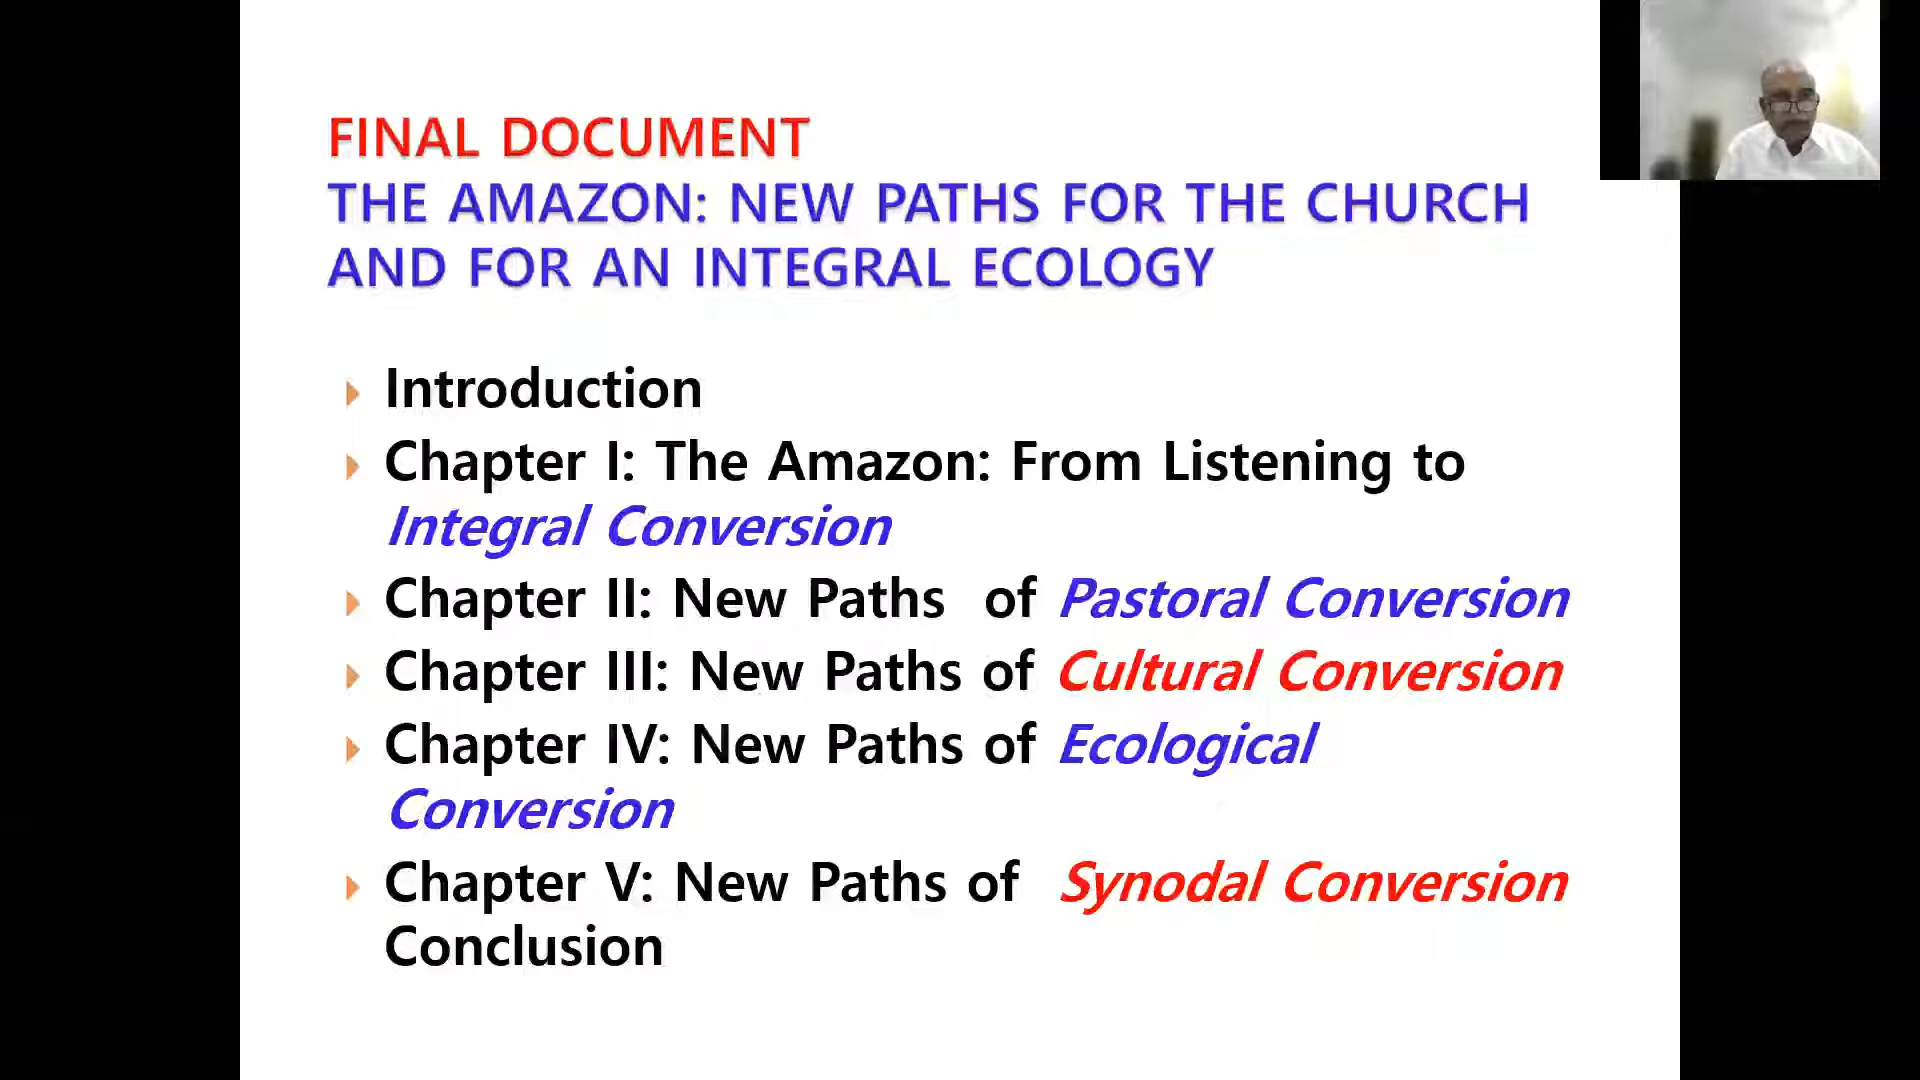 FINAL DOCUMENT
THE AMAZON: NEW PATHS FOR THE CHURCH
AND FOR AN INTEGRAL ECOLOGY
Introduction
Chapter I: The Amazon: From Listening to
Integral Conversion
Chapter II: New Paths of Pastoral Conversion
Chapter III: New Paths of Cultural Conversion
Chapter IV: New Paths of Ecological
Conversion
Chapter V: New Paths of Synodal Conversion
Conclusion